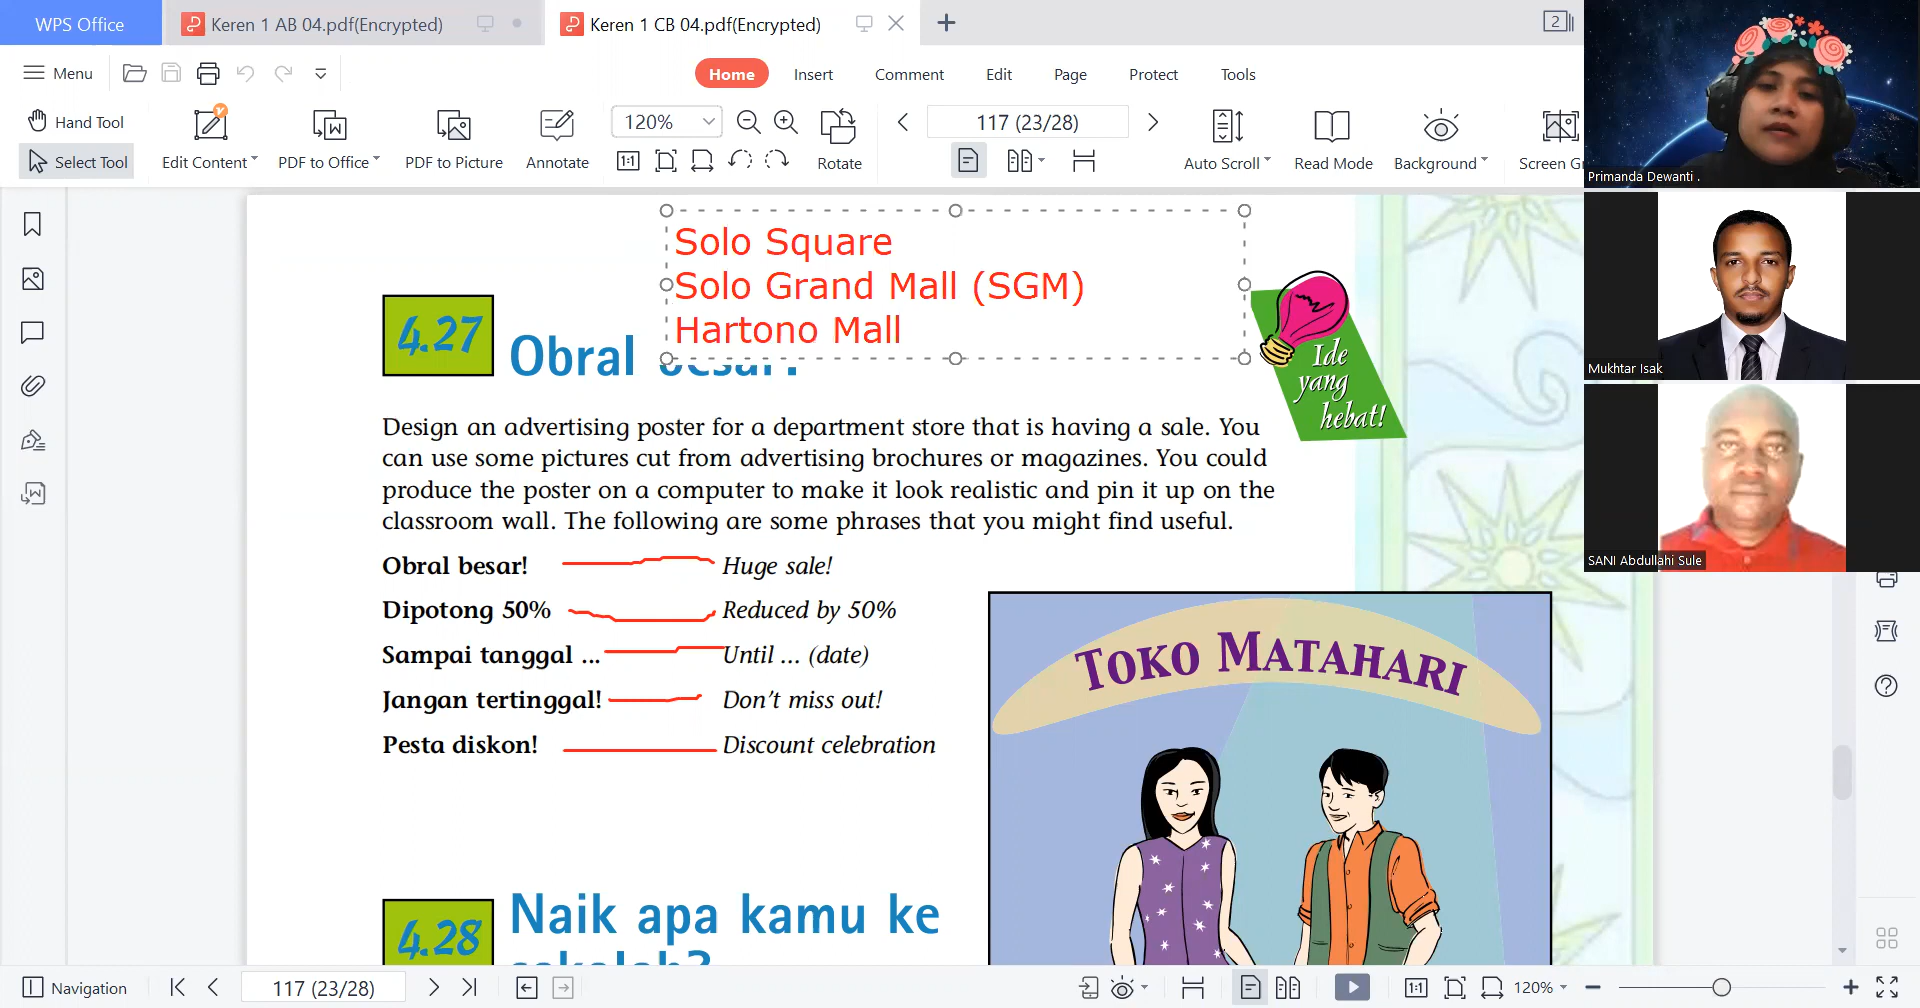 WPS Office
Keren 1 AB 04.pdf(Encrypted)
Keren 1 CB 04.pdf(Encrypted)
2
Menu
Home
Insert
Comment
Edit
Page
Protect
Tools
Hand Tool
Select Tool
Edit Content
PDF to Office
PDF to Picture
Annotate
120%
Rotate
117 (23/28)
Auto Scroll
Read Mode
Background
Screen Gr
Primanda Dewanti .
Mukhtar Isak
SANI Abdullahi Sule
Solo Square
Solo Grand Mall (SGM)
Hartono Mall
4.27
Obral besar!
Ide
yang
hebat!
Design an advertising poster for a department store that is having a sale. You
can use some pictures cut from advertising brochures or magazines. You could
produce the poster on a computer to make it look realistic and pin it up on the
classroom wall. The following are some phrases that you might find useful.
Obral besar! Huge sale!
Dipotong 50% Reduced by 50%
Sampai tanggal ... Until ... (date)
Jangan tertinggal! Don't miss out!
Pesta diskon! Discount celebration
TOKO MATAHARI
4.28
Naik apa kamu ke
sekolah?
Navigation
117 (23/28)
120%